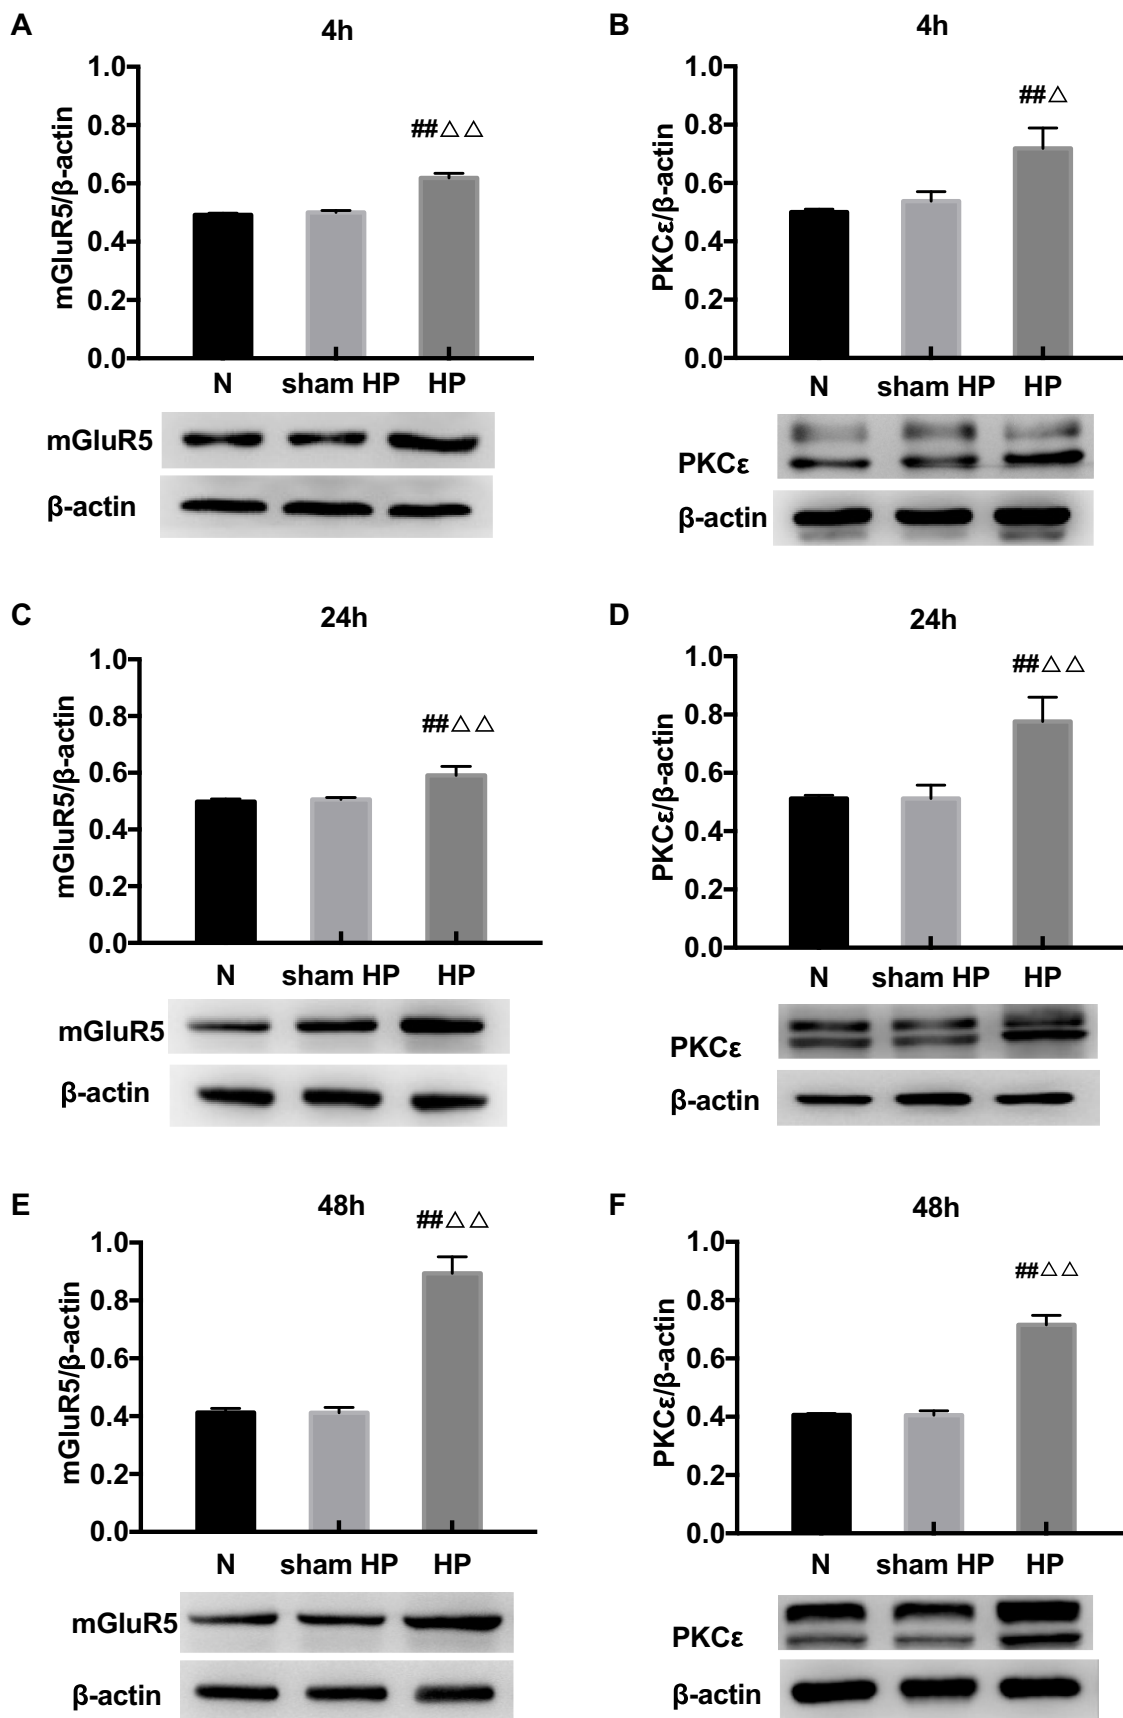 A
4h
mGluR5/β-actin
1.0
0.8
0.6
0.4
0.2
0.0
##△△
N sham HP HP
mGluR5
β-actin
B
4h
PKCε/β-actin
1.0
0.8
0.6
0.4
0.2
0.0
##△
N sham HP HP
PKCε
β-actin
C
24h
mGluR5/β-actin
1.0
0.8
0.6
0.4
0.2
0.0
##△△
N sham HP HP
mGluR5
β-actin
D
24h
PKCε/β-actin
1.0
0.8
0.6
0.4
0.2
0.0
##△△
N sham HP HP
PKCε
β-actin
E
48h
mGluR5/β-actin
1.0
0.8
0.6
0.4
0.2
0.0
##△△
N sham HP HP
mGluR5
β-actin
F
48h
PKCε/β-actin
1.0
0.8
0.6
0.4
0.2
0.0
##△△
N sham HP HP
PKCε
β-actin